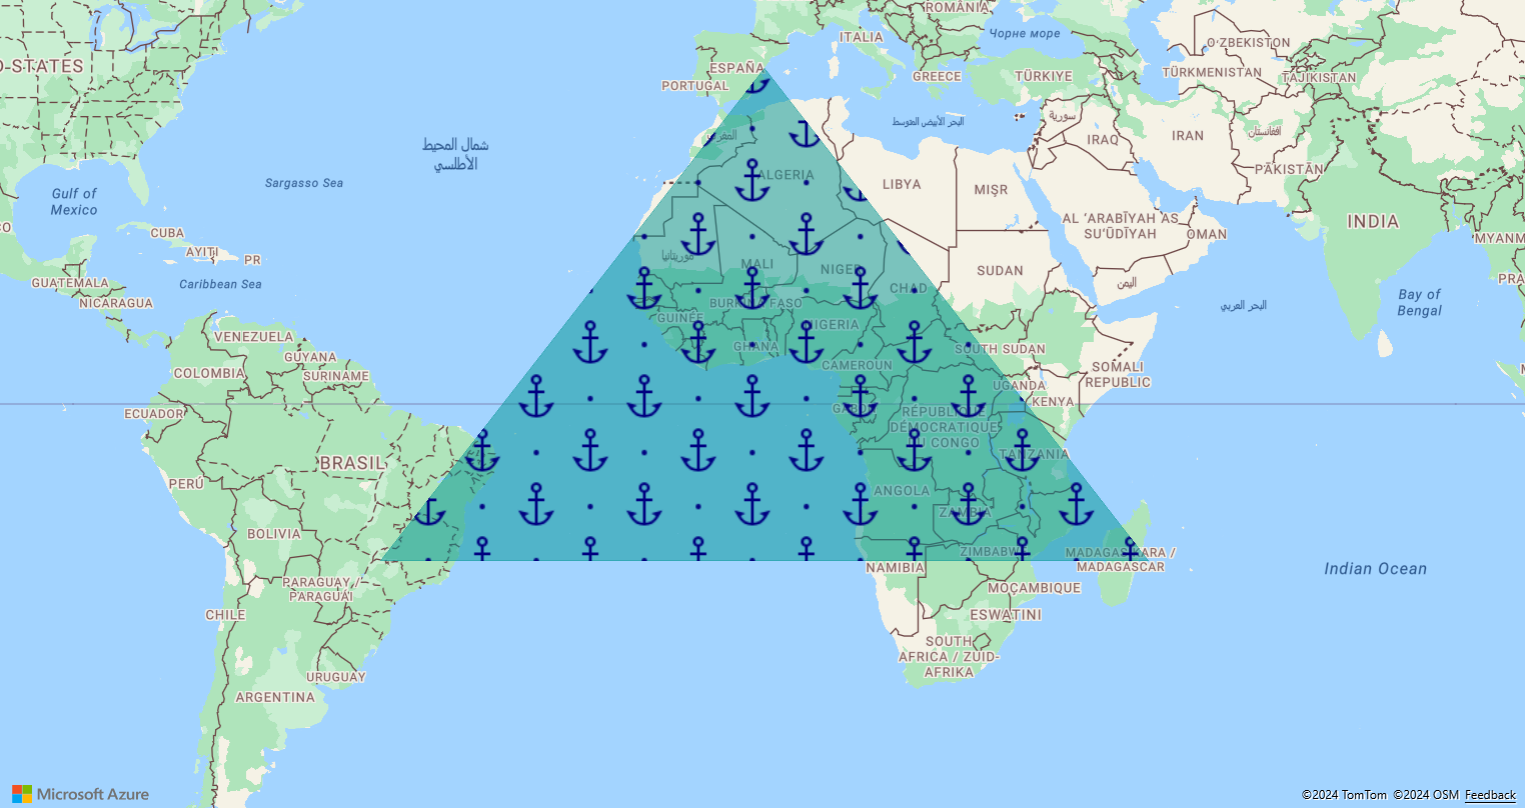 ROMÂNIA
Чорне море
ITALIA
O'ZBEKISTON
D-STATES
ESPAÑA
TÜRKMENISTAN
TÜRKIYE
GREECE
TAJIKISTAN
PORTUGAL
سورية
البحر الأبيض المتوسط
افغانستان
المغرب
IRAQ
IRAN
شمال المحيط
الأطلسي
PĀKISTĀN
ALGERIA
Sargasso Sea
LIBYA
MIŞR
Gulf of
Mexico
AL ‘ARABĪYAH AS
SU‘ŪDĪYAH
INDIA
CUBA
OMAN
MYANM
AYITI
PR
موريتانيا
MALI
NIGER
SUDAN
GUATEMALA
Caribbean Sea
CHAD
اليمن
PRA
NICARAGUA
BURKINA FASO
البحر العربي
Bay of
Bengal
GUINÉE
NIGERIA
VENEZUELA
GHANA
SOUTH SUDAN
GUYANA
CAMEROUN
SOMALI
REPUBLIC
COLOMBIA
SURINAME
UGANDA
KENYA
ECUADOR
GABON
RÉPUBLIQUE
DÉMOCRATIQUE
DU CONGO
TANZANIA
BRASIL
PERÚ
ANGOLA
ZAMBIA
BOLIVIA
ZIMBABW
MADAGASIKARA /
MADAGASCAR
NAMIBIA
Indian Ocean
PARAGUAY /
PARAGUÁI
MOÇAMBIQUE
CHILE
ESWATINI
SOUTH
AFRICA / ZUID-
AFRIKA
URUGUAY
ARGENTINA
Microsoft Azure
©2024 TomTom ©2024 OSM Feedback